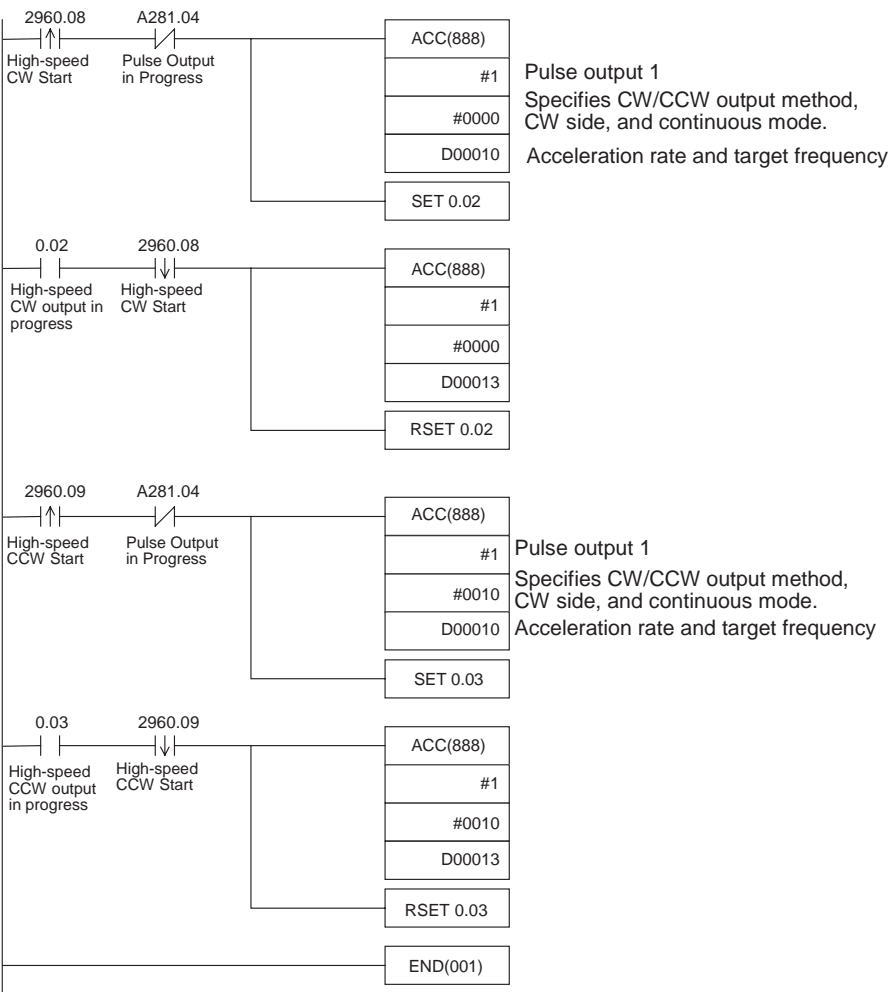 2960.08 A281.04
High-speed
CW Start
Pulse Output
in Progress
ACC(888)
#1 Pulse output 1
#0000 Specifies CW/CCW output method,
CW side, and continuous mode.
D00010 Acceleration rate and target frequency
SET 0.02
0.02 2960.08
High-speed
CW output in
progress
High-speed
CW Start
ACC(888)
#1
#0000
D00013
RSET 0.02
2960.09 A281.04
High-speed
CCW Start
Pulse Output
in Progress
ACC(888)
#1 Pulse output 1
#0010 Specifies CW/CCW output method,
CW side, and continuous mode.
D00010 Acceleration rate and target frequency
SET 0.03
0.03 2960.09
High-speed
CCW output
in progress
High-speed
CCW Start
ACC(888)
#1
#0010
D00013
RSET 0.03
END(001)